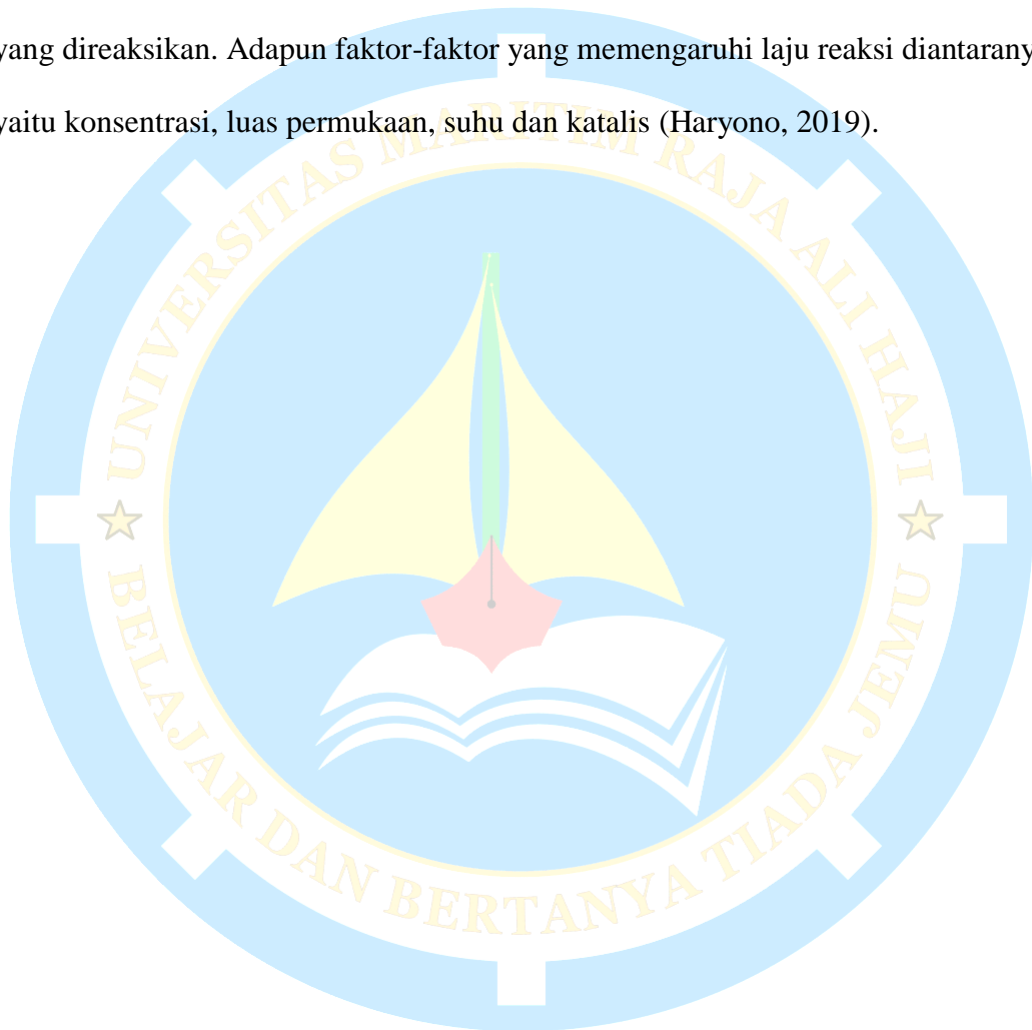 yang direaksikan. Adapun faktor-faktor yang memengaruhi laju reaksi diantarany
yaitu konsentrasi, luas permukaan, suhu dan katalis (Haryono, 2019).
UNIVERSITAS MARITIM RAJA ALI HAJI
BELAJAR DAN BERTANYA TIADA JEMU